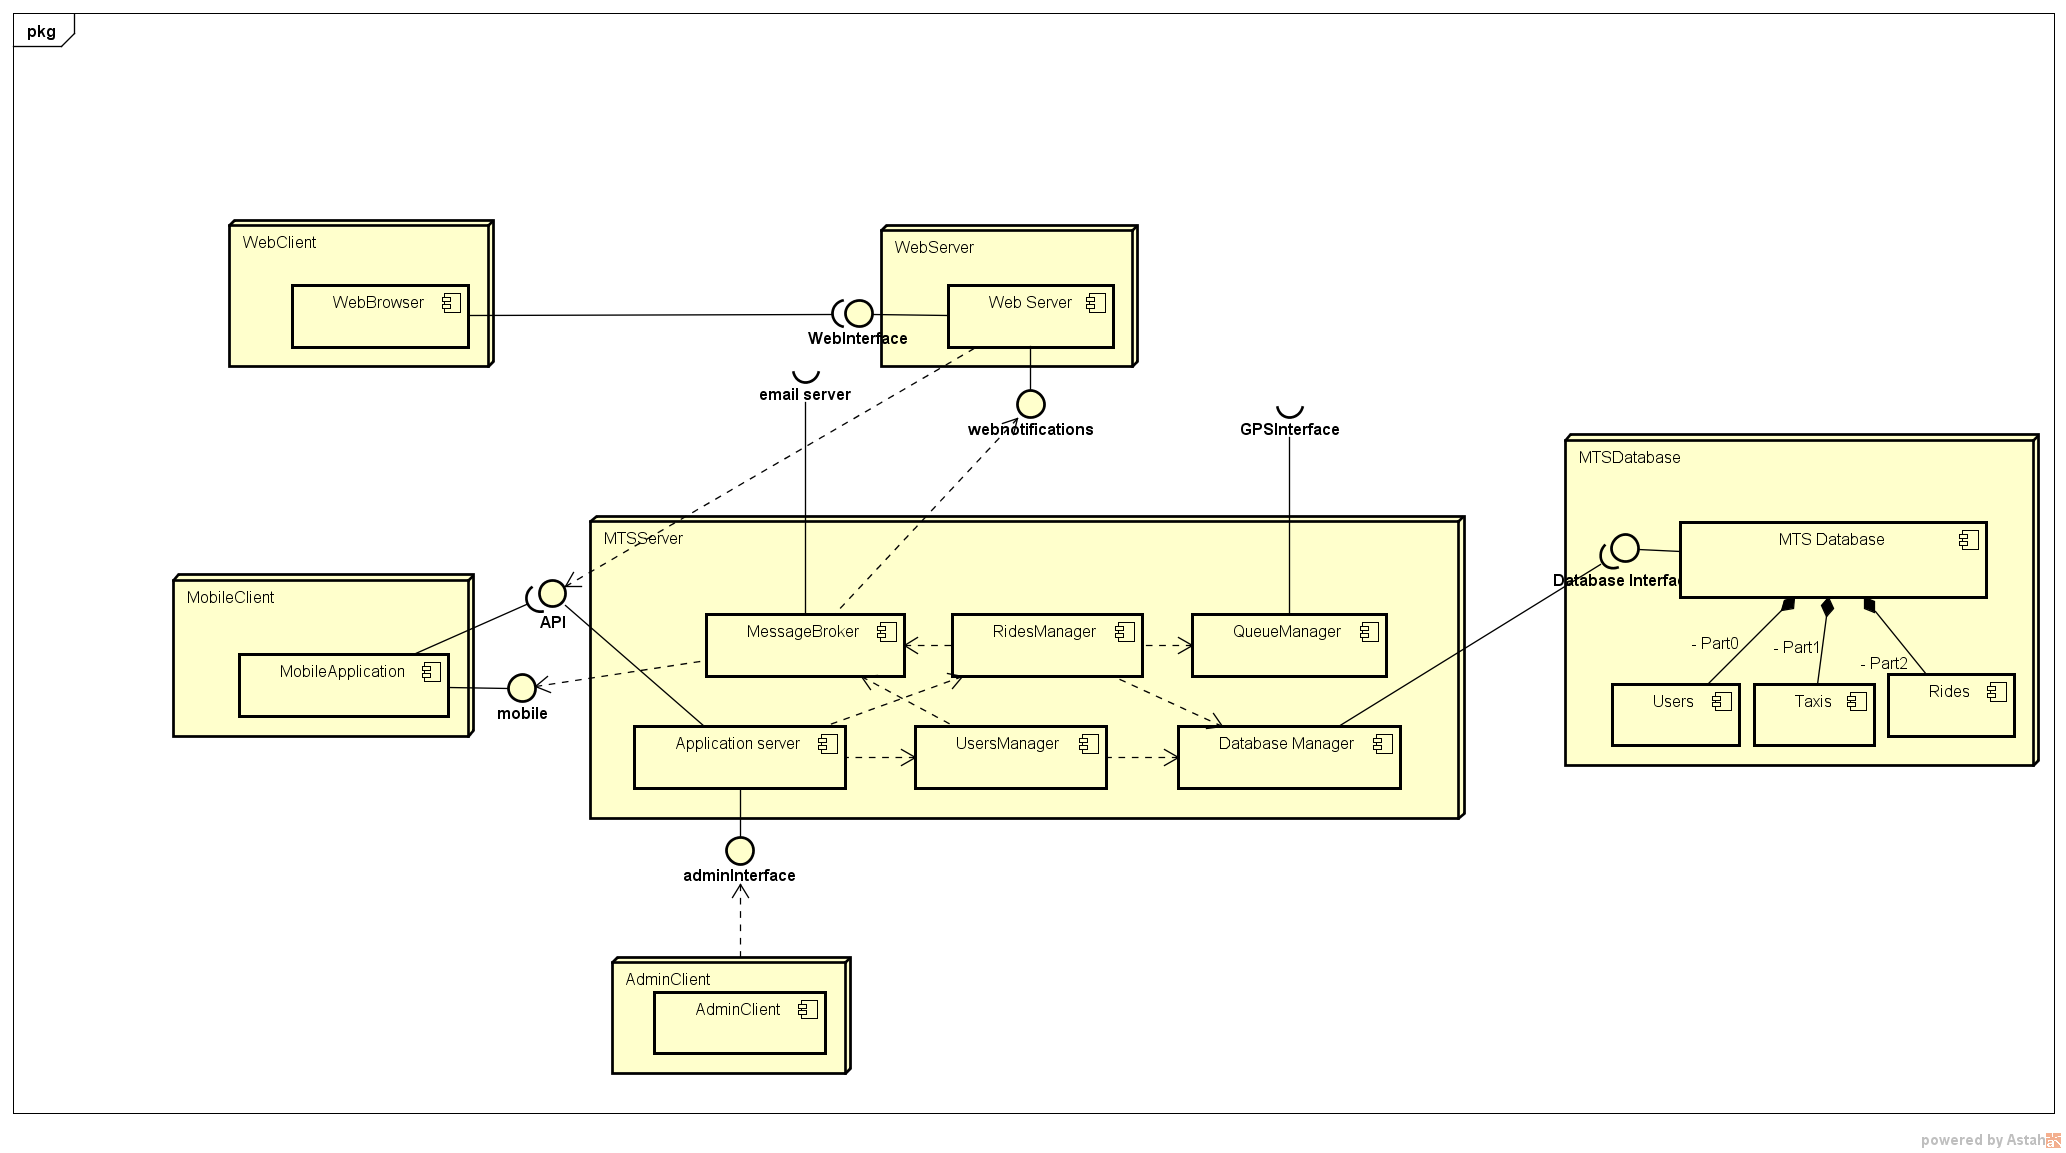 pkg
WebClient
WebBrowser
WebServer
Web Server
WebInterface
email server
webnotifications
GPSInterface
MTSDatabase
MTS Database
Database Interfac
- Part0
- Part1
- Part2
Users
Taxis
Rides
MTSServer
MessageBroker
RidesManager
QueueManager
Application server
UsersManager
Database Manager
MobileClient
MobileApplication
API
mobile
adminInterface
AdminClient
AdminClient
powered by Astah